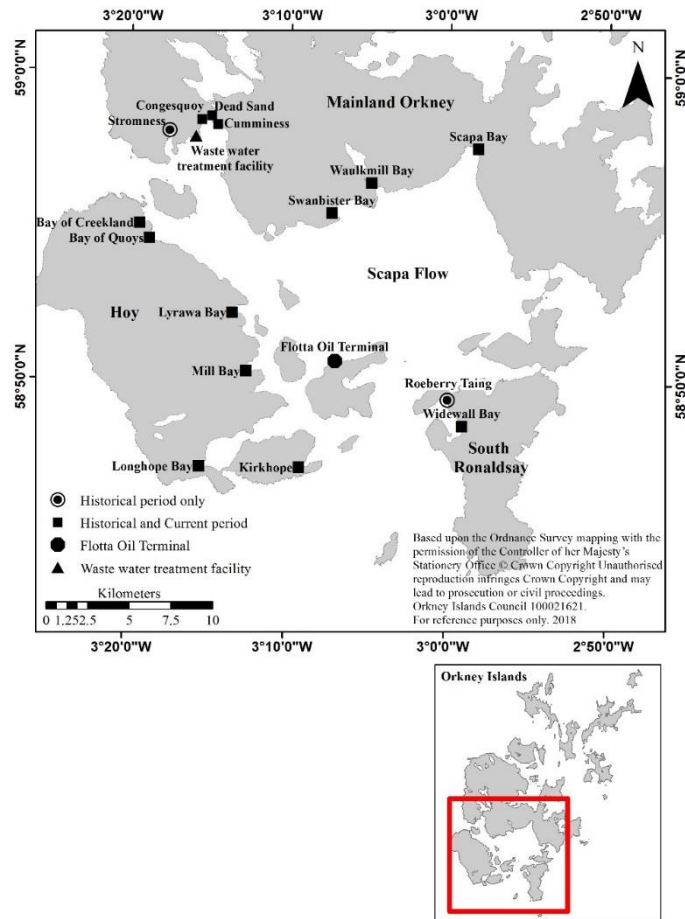 3°20'0"W
3°10'0"W
3°0'0"W
2°50'0"W
59°0'0"N
59°0'0"N
N
Congesquoy
Dead Sand
Stromness
Cumminess
Waste water
treatment facility
Mainland Orkney
Scapa Bay
Waulkmill Bay
Swanbister Bay
Bay of Creekland
Bay of Quoys
Scapa Flow
Hoy
Lyrawa Bay
Flotta Oil Terminal
Mill Bay
58°50'0"N
58°50'0"N
Roeberry Taing
Widewall Bay
South
Ronaldsay
Longhope Bay
Kirkhope
Historical period only
Historical and Current period
Flotta Oil Terminal
Waste water treatment facility
Kilometers
0 1.25 2.5 5 7.5 10
Based upon the Ordnance Survey mapping with the
permission of the Controller of her Majesty's
Stationery Office © Crown Copyright Unauthorised
reproduction infringes Crown Copyright and may
lead to prosecution or civil proceedings.
Orkney Islands Council 100021621.
For reference purposes only. 2018
3°20'0"W
3°10'0"W
3°0'0"W
2°50'0"W
Orkney Islands